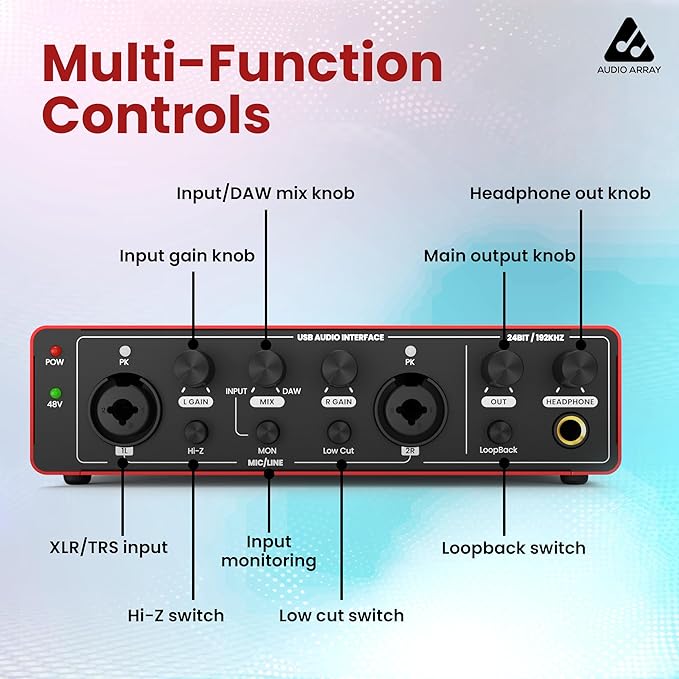 Multi-Function
Controls
AUDIO ARRAY
Input/DAW mix knob
Headphone out knob
Input gain knob
Main output knob
USB AUDIO INTERFACE
24BIT / 192KHZ
POW
PK
PK
48V
INPUT
DAW
L GAIN
MIX
R GAIN
OUT
HEADPHONE
1L
Hi-Z
MON
Low Cut
2R
LoopBack
MIC/LINE
XLR/TRS input
Input
monitoring
Loopback switch
Hi-Z switch
Low cut switch